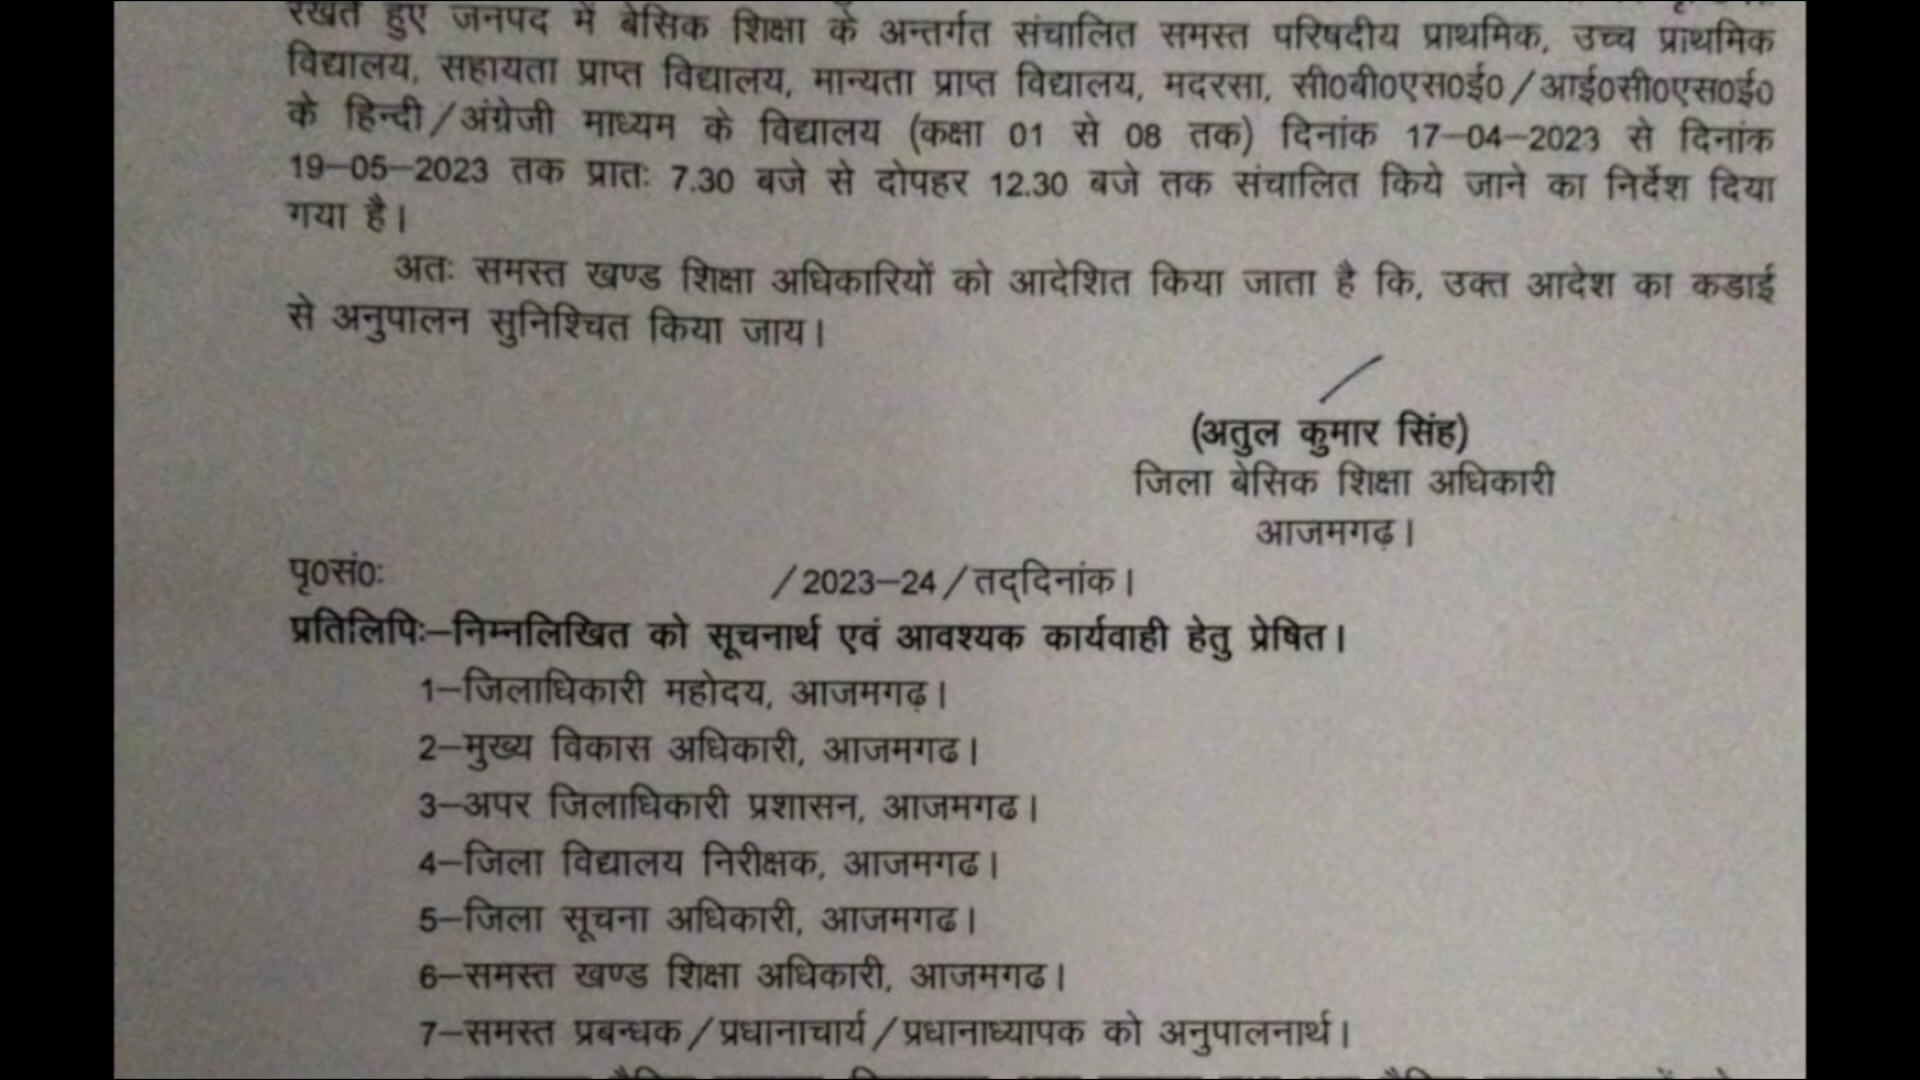 रखते हुए जनपद में बेसिक शिक्षा के अन्तर्गत संचालित समस्त परिषदीय प्राथमिक, उच्च प्राथमिक
विद्यालय, सहायता प्राप्त विद्यालय, मान्यता प्राप्त विद्यालय, मदरसा, सी0बी0एस0ई0/आई0सी0एस0ई0
के हिन्दी/अंग्रेजी माध्यम के विद्यालय (कक्षा 01 से 08 तक) दिनांक 17-04-2023 से दिनांक
19-05-2023 तक प्रातः 7.30 बजे से दोपहर 12.30 बजे तक संचालित किये जाने का निर्देश दिया
गया है।
अतः समस्त खण्ड शिक्षा अधिकारियों को आदेशित किया जाता है कि, उक्त आदेश का कडाई
से अनुपालन सुनिश्चित किया जाय।
(अतुल कुमार सिंह)
जिला बेसिक शिक्षा अधिकारी
आजमगढ़।
पृ0सं0: /2023-24/तद्दिनांक।
प्रतिलिपिः-निम्नलिखित को सूचनार्थ एवं आवश्यक कार्यवाही हेतु प्रेषित।
1-जिलाधिकारी महोदय, आजमगढ़।
2-मुख्य विकास अधिकारी, आजमगढ।
3-अपर जिलाधिकारी प्रशासन, आजमगढ।
4-जिला विद्यालय निरीक्षक, आजमगढ।
5-जिला सूचना अधिकारी, आजमगढ।
6-समस्त खण्ड शिक्षा अधिकारी, आजमगढ।
7-समस्त प्रबन्धक/प्रधानाचार्य/प्रधानाध्यापक को अनुपालनार्थ।